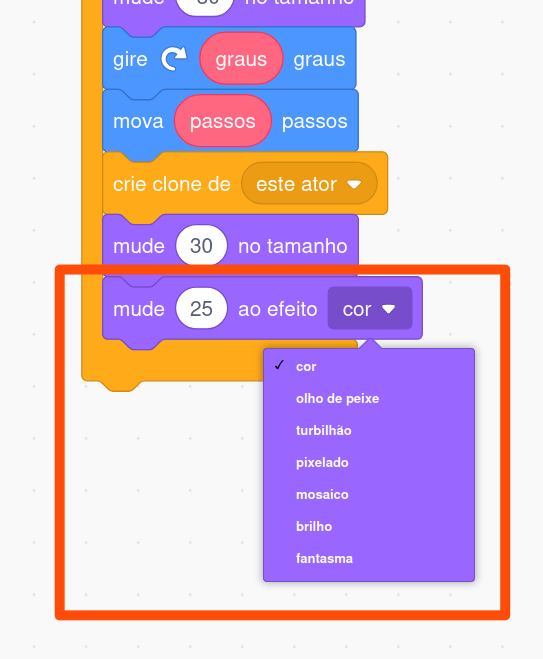 mude -30 no tamanho
gire graus graus
mova passos passos
crie clone de este ator
mude 30 no tamanho
mude 25 ao efeito cor
✓ cor
olho de peixe
turbilhão
pixelado
mosaico
brilho
fantasma